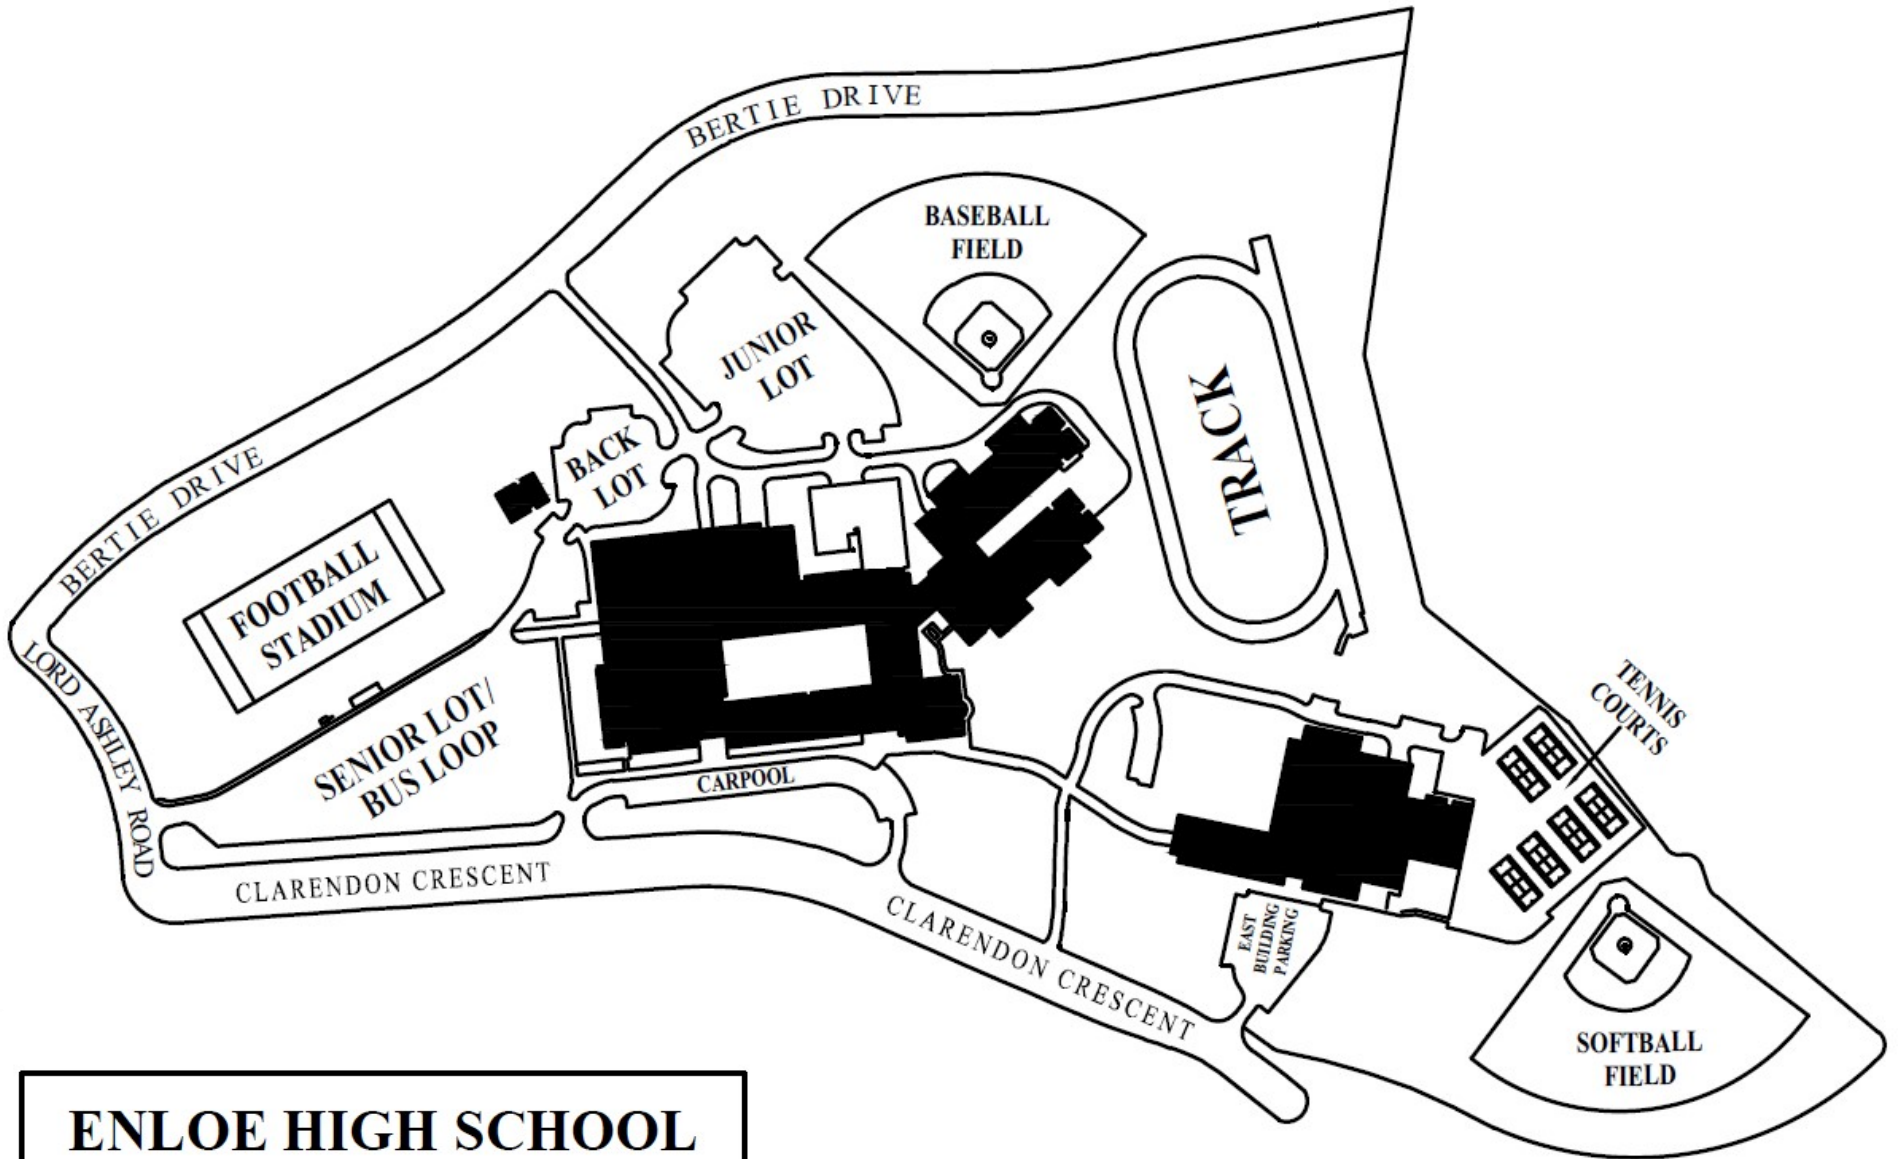 BERTIE DRIVE
BASEBALL
FIELD
JUNIOR
LOT
TRACK
BACK
LOT
BERTIE DRIVE
FOOTBALL
STADIUM
LORD ASHLEY ROAD
SENIOR LOT/
BUS LOOP
CARPOOL
TENNIS
COURTS
CLARENDON CRESCENT
CLARENDON CRESCENT
EAST
BUILDING
PARKING
SOFTBALL
FIELD
ENLOE HIGH SCHOOL